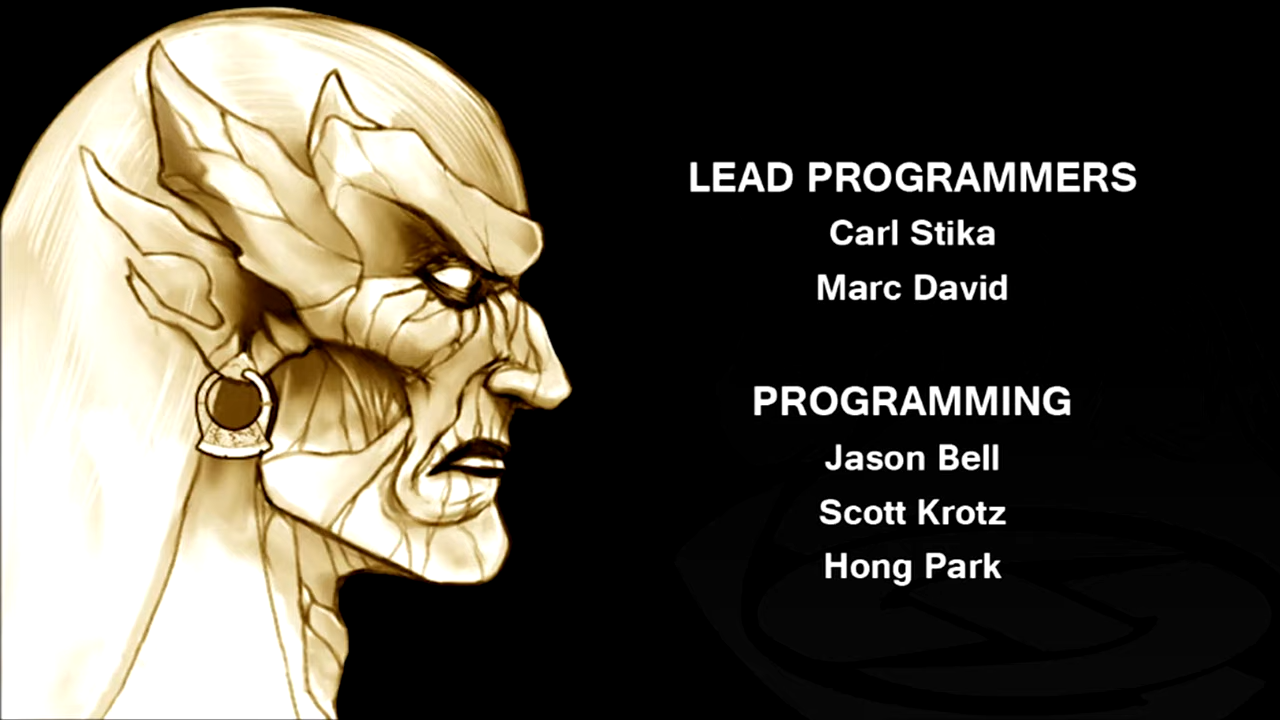 LEAD PROGRAMMERS
Carl Stika
Marc David
PROGRAMMING
Jason Bell
Scott Krotz
Hong Park